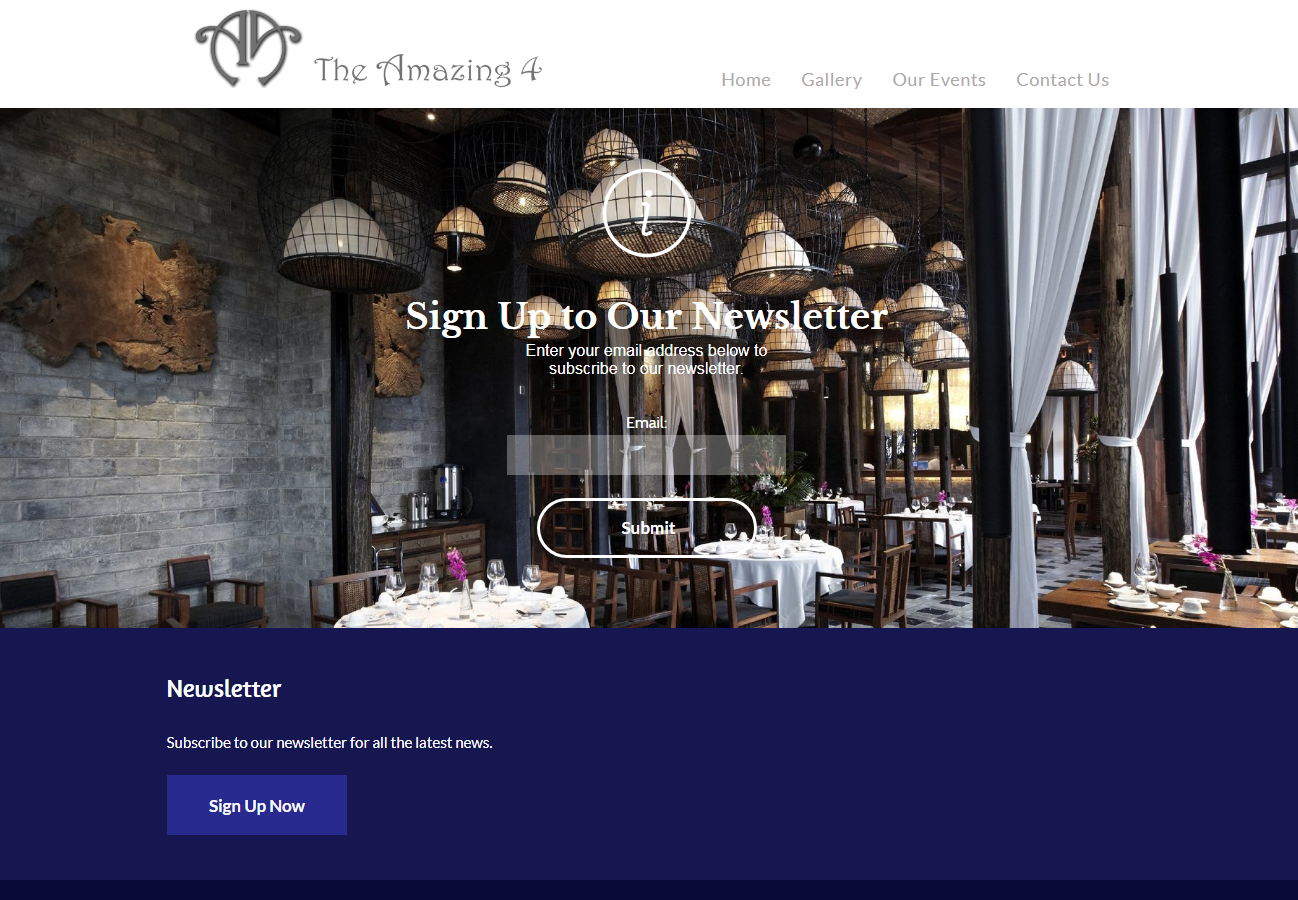 The Amazing 4
Home Gallery Our Events Contact Us
i
Sign Up to Our Newsletter
Enter your email address below to
subscribe to our newsletter.
Email:
Submit
Newsletter
Subscribe to our newsletter for all the latest news.
Sign Up Now